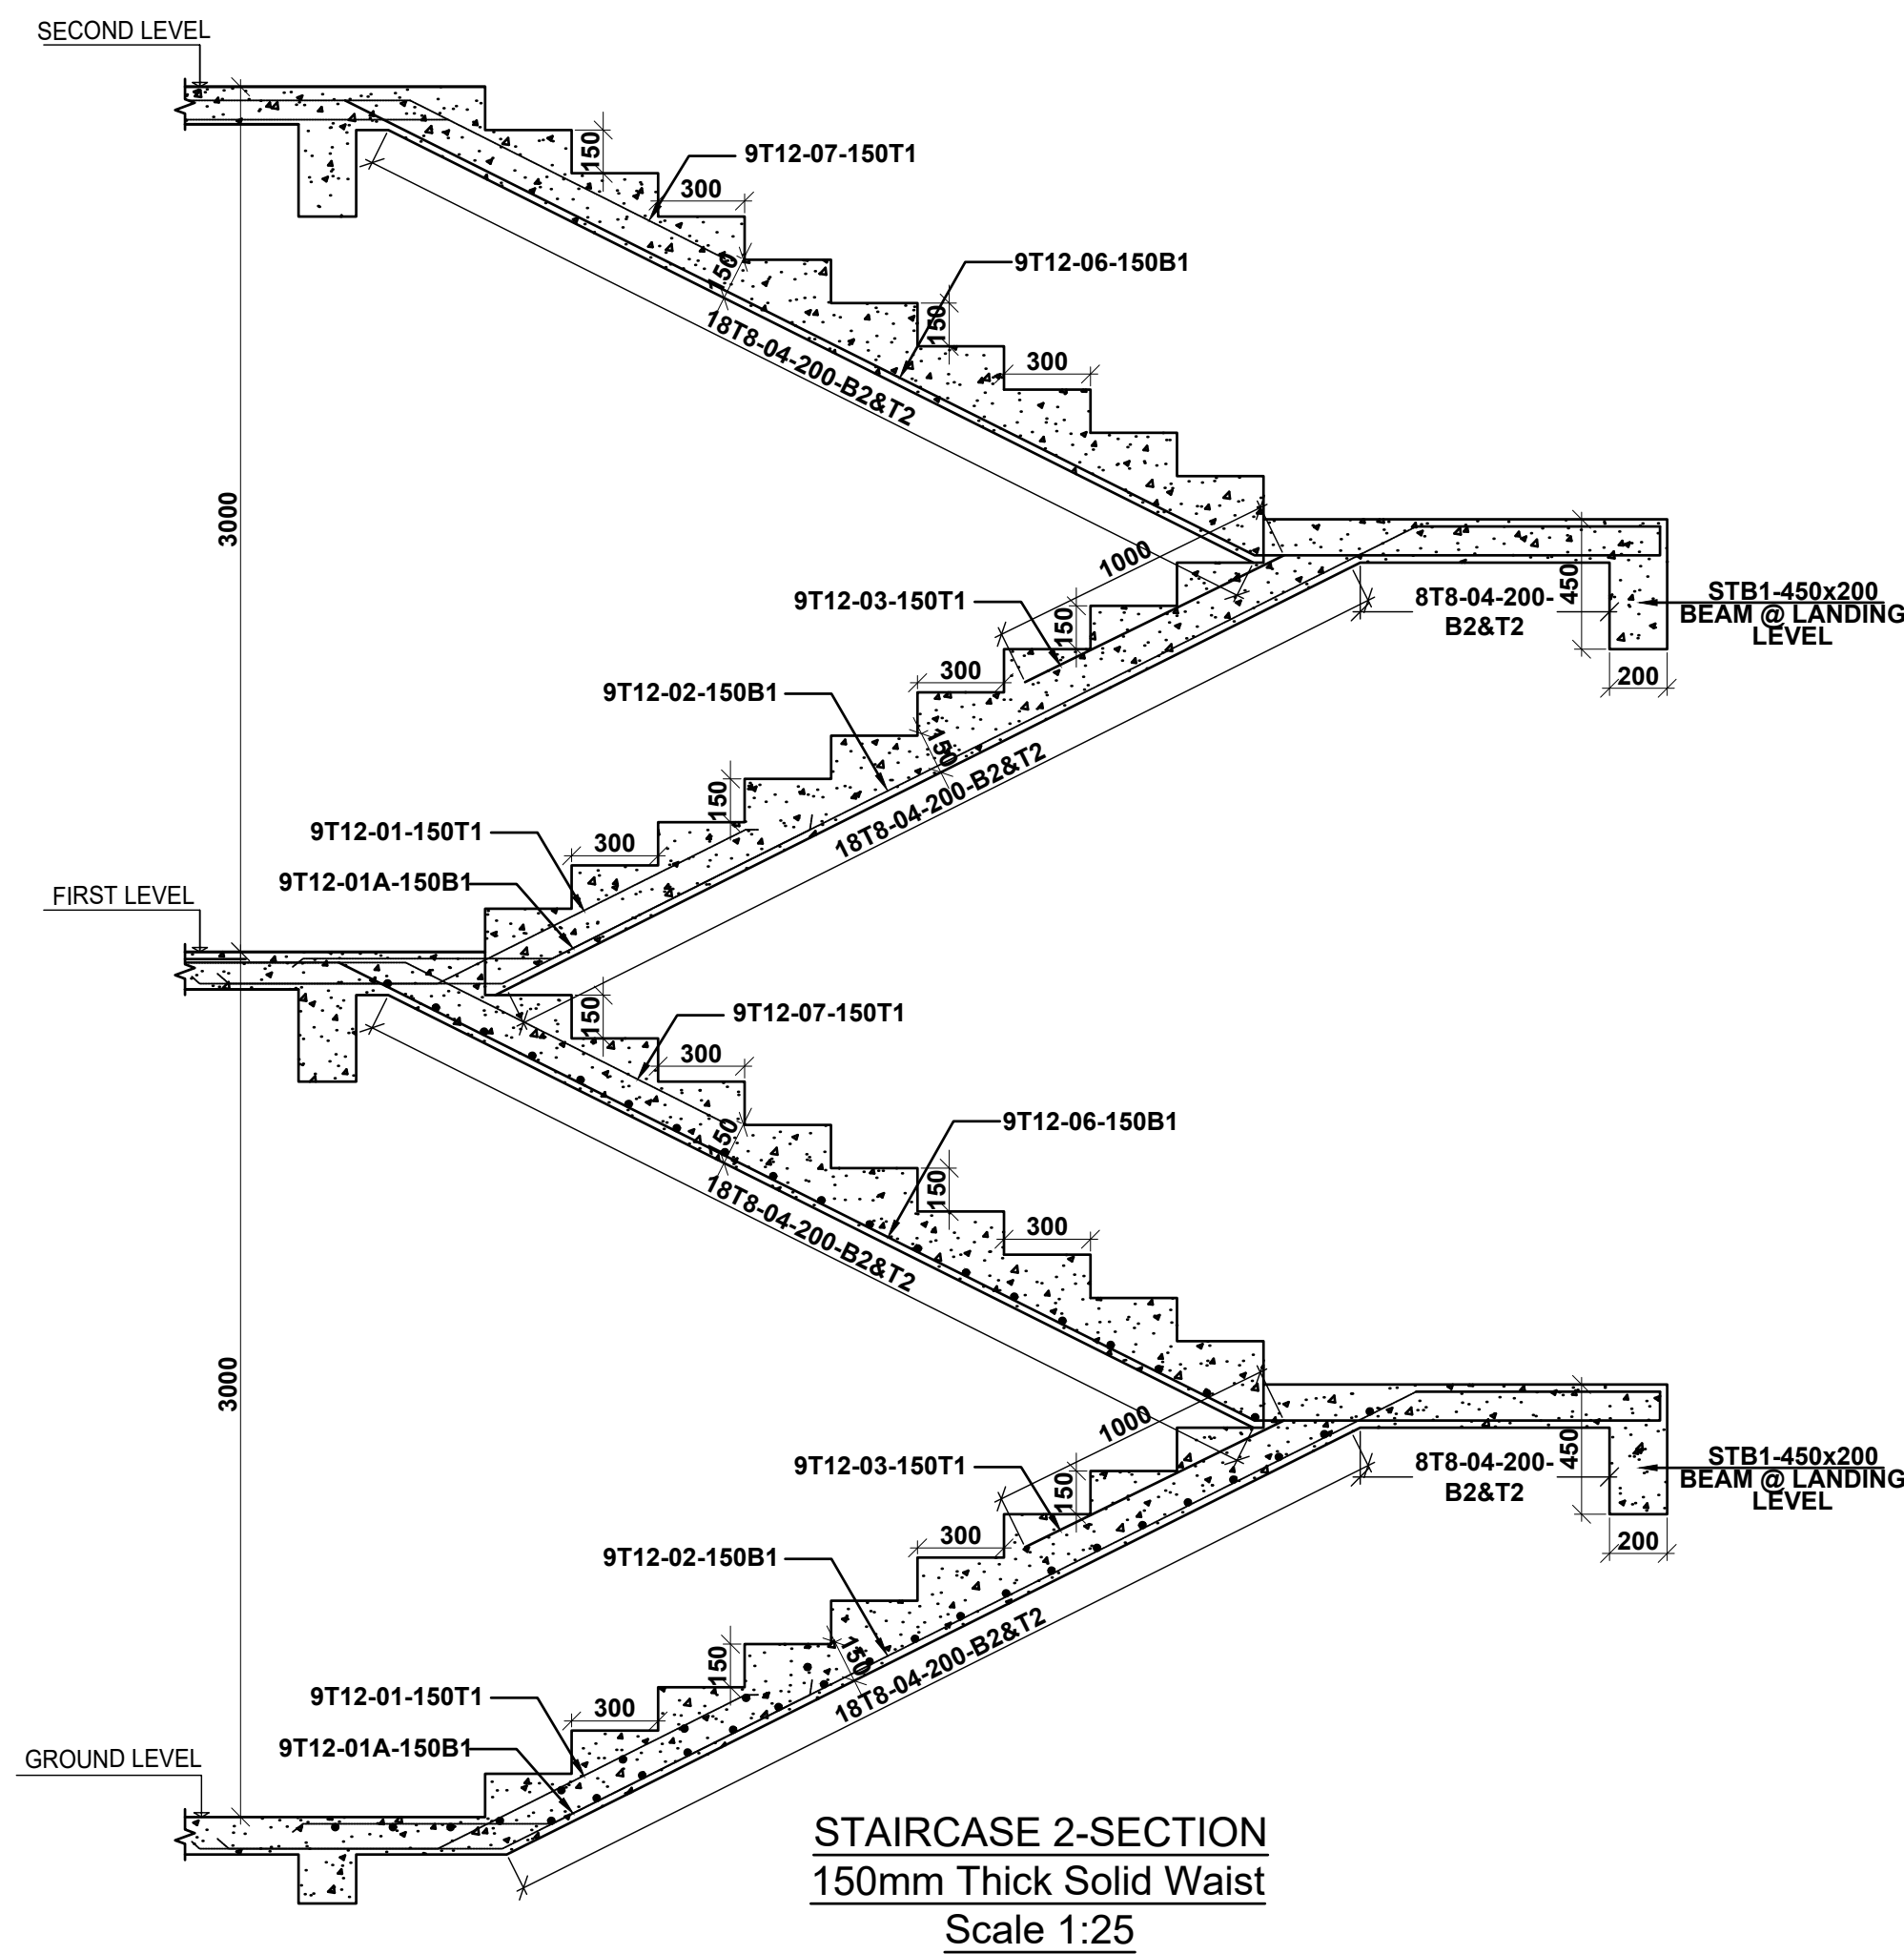 SECOND LEVEL
150
9T12-07-150T1
300
9T12-06-150B1
150
150
18T8-04-200-B2&T2
300
3000
1000
9T12-03-150T1
150
8T8-04-200-
B2&T2
450
STB1-450x200
BEAM @ LANDING
LEVEL
200
300
9T12-02-150B1
150
18T8-04-200-B2&T2
150
9T12-01-150T1
300
9T12-01A-150B1
FIRST LEVEL
150
9T12-07-150T1
300
9T12-06-150B1
150
150
18T8-04-200-B2&T2
300
3000
1000
9T12-03-150T1
150
8T8-04-200-
B2&T2
450
STB1-450x200
BEAM @ LANDING
LEVEL
200
300
9T12-02-150B1
150
18T8-04-200-B2&T2
150
9T12-01-150T1
300
9T12-01A-150B1
GROUND LEVEL
STAIRCASE 2-SECTION
150mm Thick Solid Waist
Scale 1:25